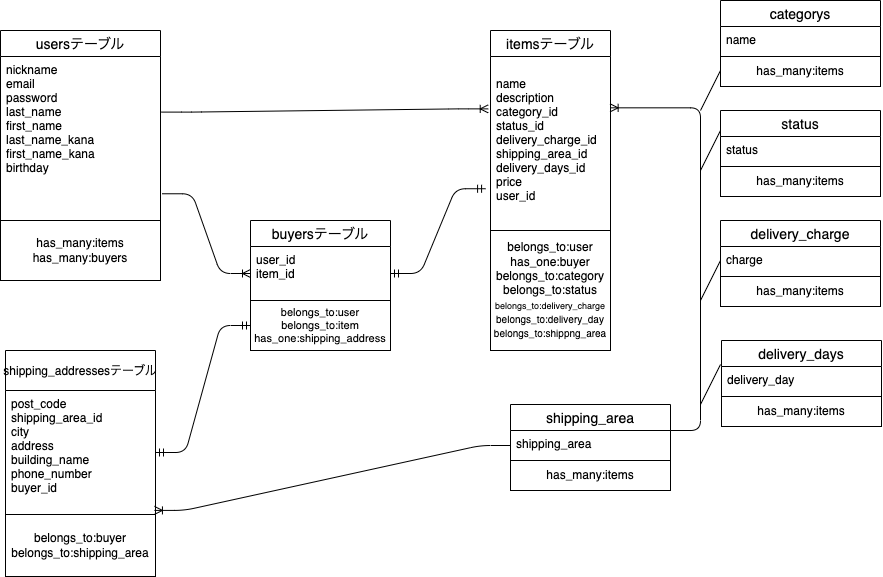 usersテーブル
nickname
email
password
last_name
first_name
last_name_kana
first_name_kana
birthday
has_many:items
has_many:buyers
itemsテーブル
name
description
category_id
status_id
delivery_charge_id
shipping_area_id
delivery_days_id
price
user_id
belongs_to:user
has_one:buyer
belongs_to:category
belongs_to:status
belongs_to:delivery_charge
belongs_to:delivery_day
belongs_to:shippng_area
categorys
name
has_many:items
status
status
has_many:items
delivery_charge
charge
has_many:items
delivery_days
delivery_day
has_many:items
buyersテーブル
user_id
item_id
belongs_to:user
belongs_to:item
has_one:shipping_address
shipping_addressesテーブル
post_code
shipping_area_id
city
address
building_name
phone_number
buyer_id
belongs_to:buyer
belongs_to:shipping_area
shipping_area
shipping_area
has_many:items